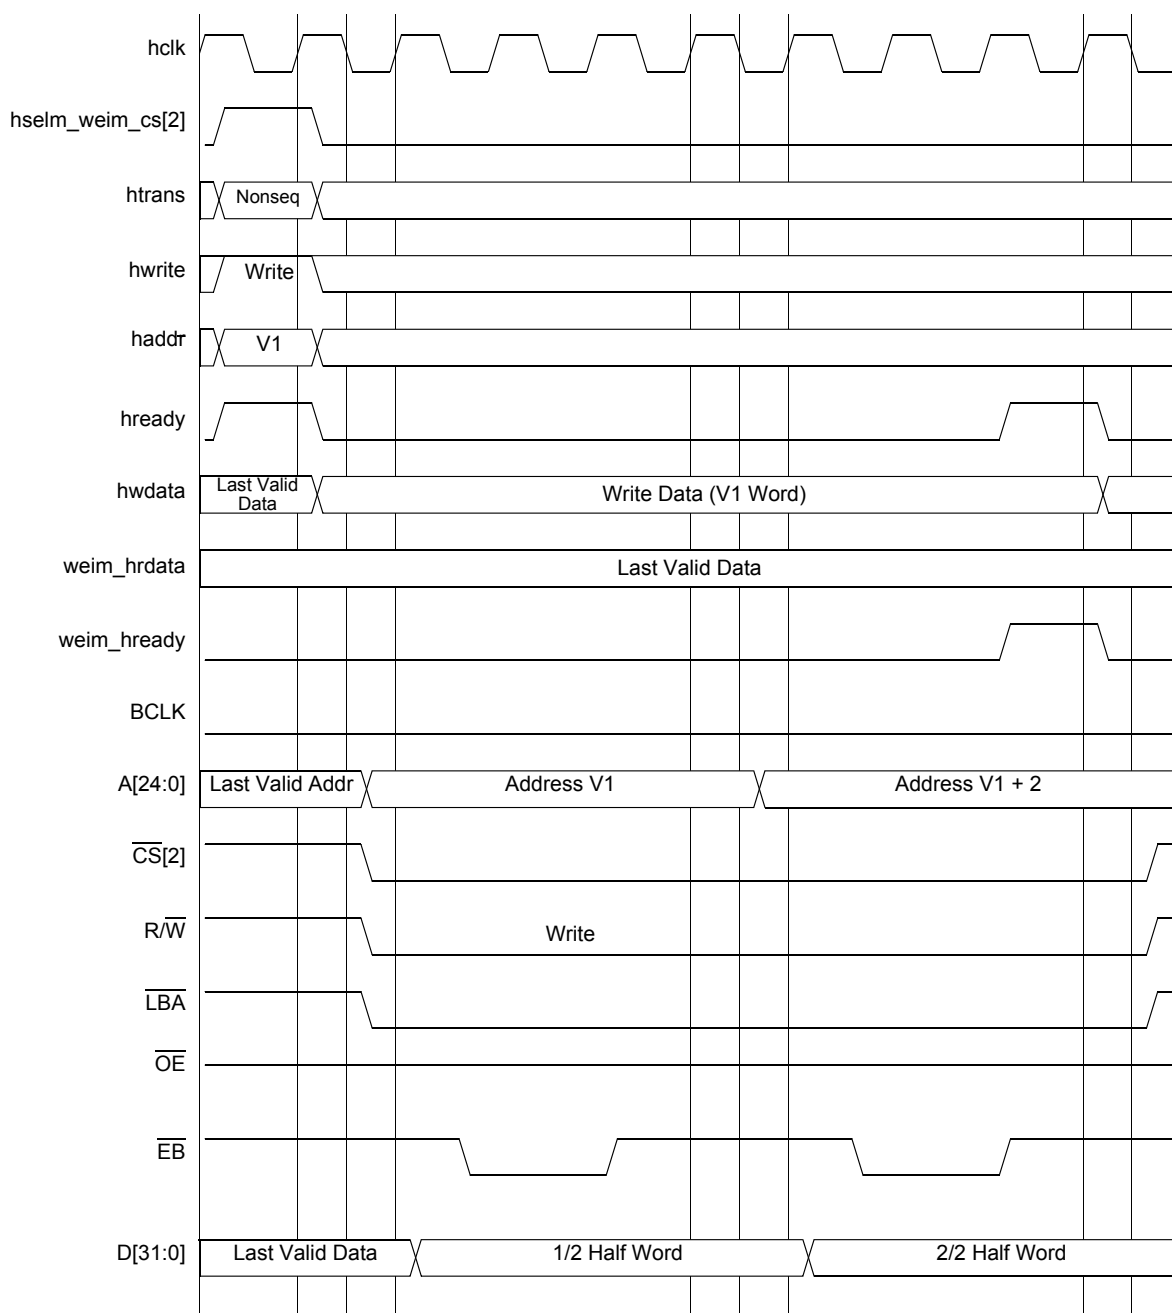 hclk
hselm_weim_cs[2]
htrans Nonseq
hwrite Write
haddr V1
hready
hwdata Last Valid Data Write Data (V1 Word)
weim_hrdata Last Valid Data
weim_hready
BCLK
A[24:0] Last Valid Addr Address V1 Address V1 + 2
CS[2]
R/W Write
LBA
OE
EB
D[31:0] Last Valid Data 1/2 Half Word 2/2 Half Word